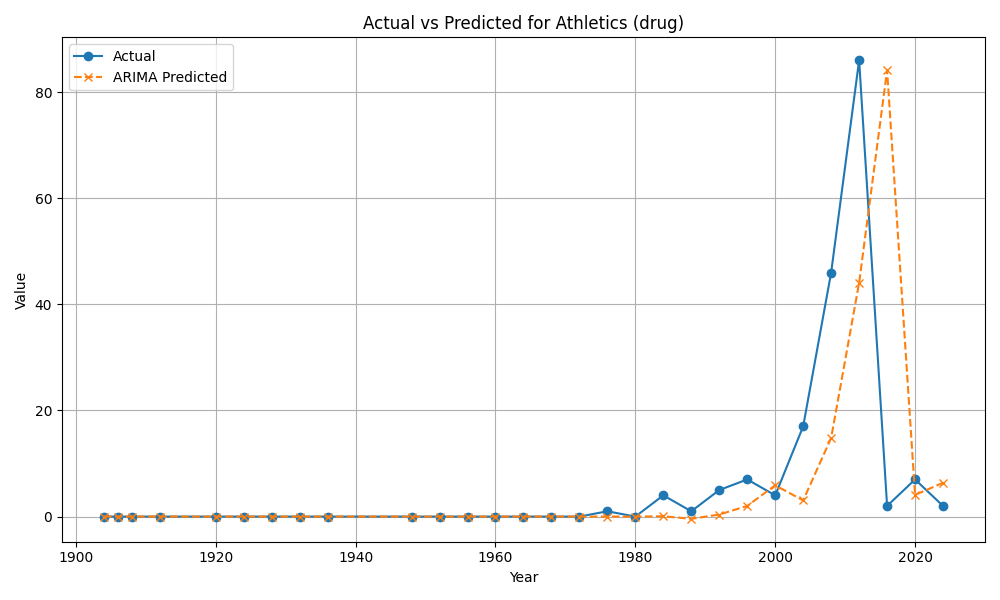 Actual vs Predicted for Athletics (drug)
Actual
ARIMA Predicted
Value
80
60
40
20
0
1900 1920 1940 1960 1980 2000 2020
Year